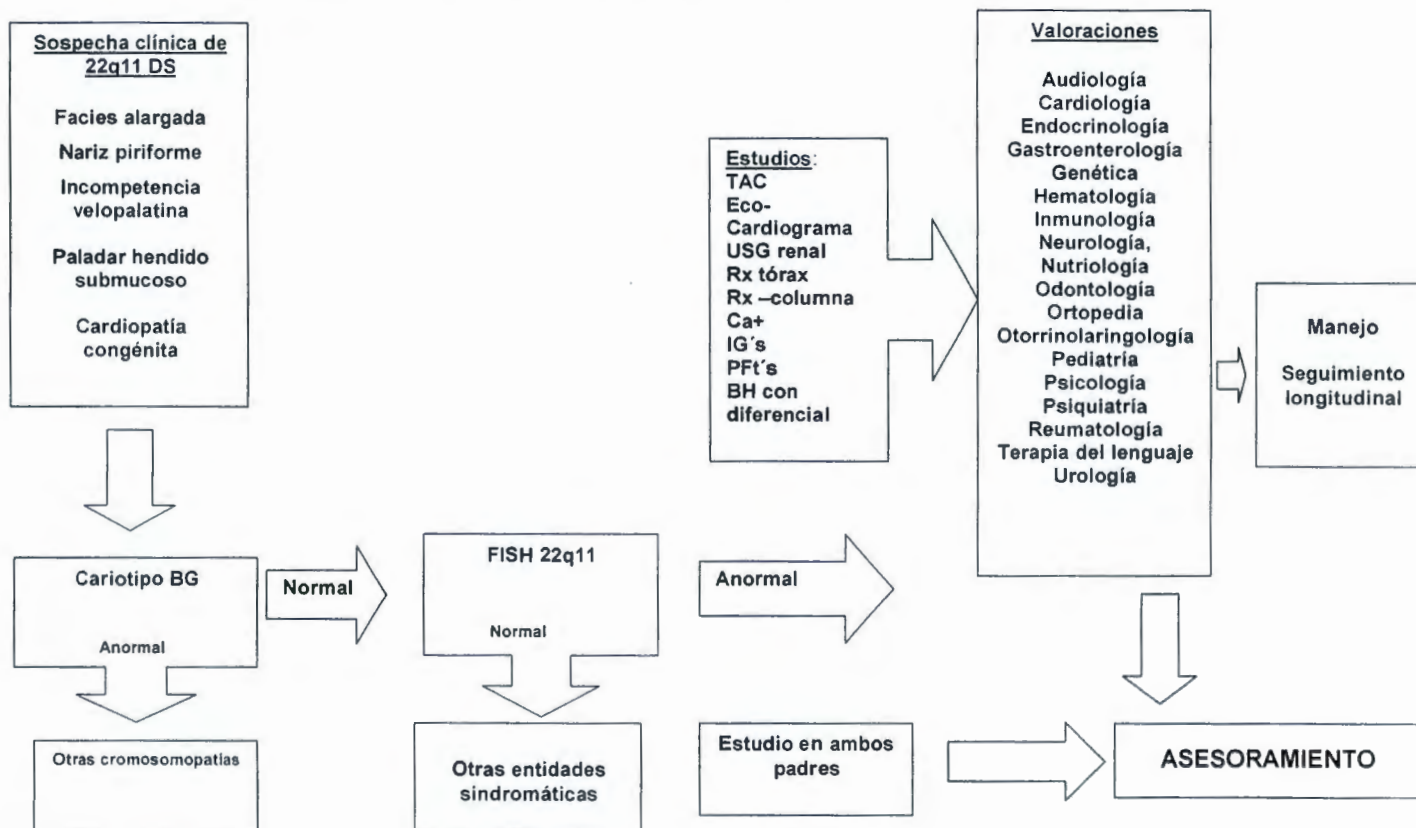 Sospecha clínica de
22q11 DS
Facies alargada
Nariz piriforme
Incompetencia
velopalatina
Paladar hendido
submucoso
Cardiopatía
congénita
Cariotipo BG
Anormal
Otras cromosomopatías
Normal
FISH 22q11
Normal
Otras entidades
sindromáticas
Anormal
Estudios:
TAC
Eco-
Cardiograma
USG renal
Rx tórax
Rx –columna
Ca+
IG´s
PFt´s
BH con
diferencial
Valoraciones
Audiología
Cardiología
Endocrinología
Gastroenterología
Genética
Hematología
Inmunología
Neurología,
Nutriología
Odontología
Ortopedia
Otorrinolaringología
Pediatría
Psicología
Psiquiatría
Reumatología
Terapia del lenguaje
Urología
Manejo
Seguimiento
longitudinal
Estudio en ambos
padres
ASESORAMIENTO